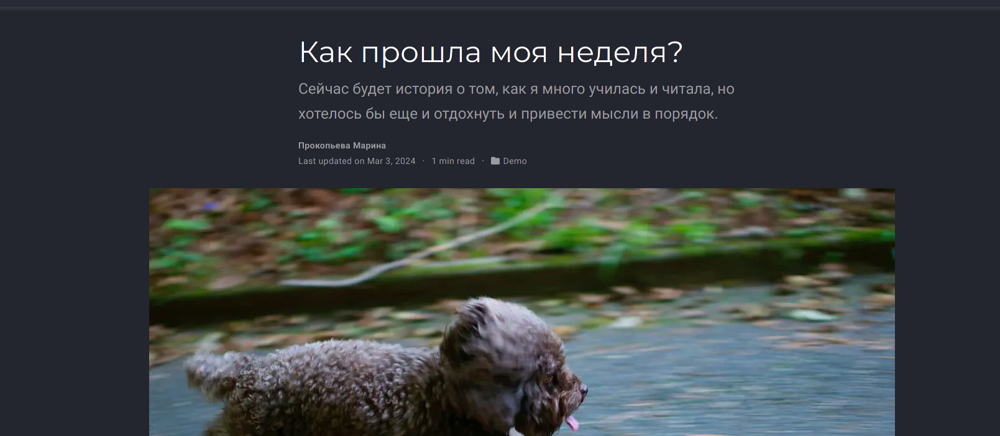 Как прошла моя неделя?
Сейчас будет история о том, как я много училась и читала, но
хотелось бы еще и отдохнуть и привести мысли в порядок.
Прокопьева Марина
Last updated on Mar 3, 2024 · 1 min read · Demo